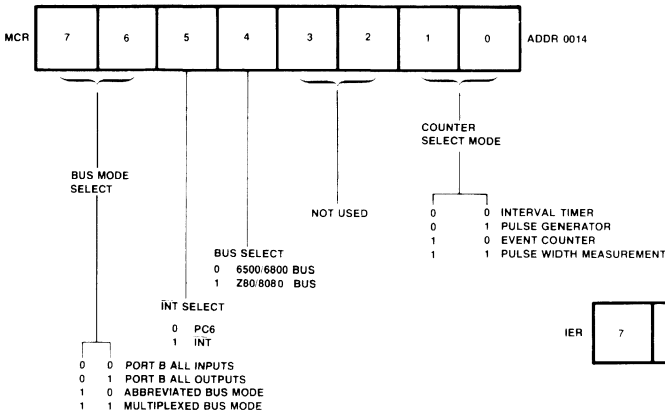 MCR 7 6 5 4 3 2 1 0 ADDR 0014
COUNTER
SELECT MODE
BUS MODE
SELECT
NOT USED
0 0 INTERVAL TIMER
0 1 PULSE GENERATOR
1 0 EVENT COUNTER
1 1 PULSE WIDTH MEASUREMENT
BUS SELECT
0 6500/6800 BUS
1 Z80/8080 BUS
INT SELECT
0 PC6
1 INT
IER 7
0 0 PORT B ALL INPUTS
0 1 PORT B ALL OUTPUTS
1 0 ABBREVIATED BUS MODE
1 1 MULTIPLEXED BUS MODE